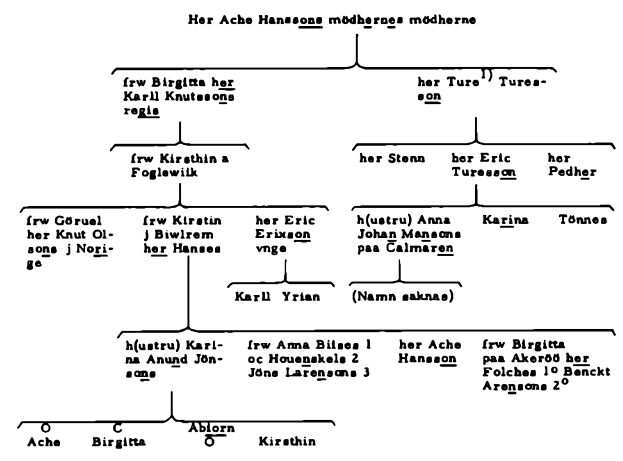 Her Ache Hanssons mödhernes mödherne
frw Birgitta her
Karll Knutssons
regis
her Ture 1) Tures-
son
frw Kirsthin a
Foglewiik
her Stenn
her Eric
Turesson
her
Pedher
frw Göruel
her Knut Ol-
sons j Nori-
ge
frw Kirstin
j Biwlrem
her Hanses
her Eric
Erixson
vnge
h(ustru) Anna
Johan Mansons
paa Calmaren
Karina
Tönnes
Karll Yrian
(Namn saknas)
h(ustru) Kari-
na Anund Jön-
sons
frw Anna Bilses 1
oc Houenskels 2
Jöns Larensons 3
her Ache
Hansson
frw Birgitta
paa Akeröö her
Folches 1o Benckt
Arensons 2o
O C Abiorn
Ache Birgitta O Kirsthin